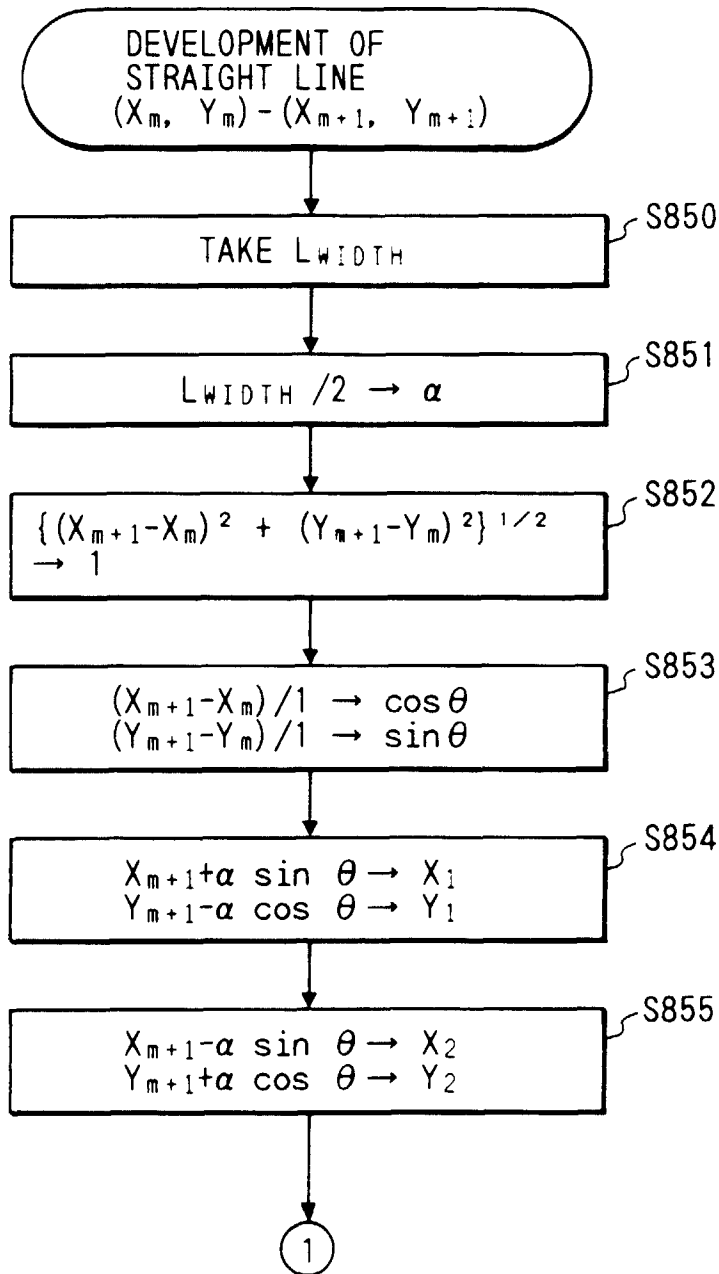 DEVELOPMENT OF
STRAIGHT LINE
(Xm, Ym)-(Xm+1, Ym+1)
S850
TAKE LWIDTH
S851
LWIDTH /2 → α
S852
{(Xm+1-Xm)² + (Ym+1-Ym)²}¹/²
→ 1
S853
(Xm+1-Xm)/1 → cosθ
(Ym+1-Ym)/1 → sinθ
S854
Xm+1+α sin θ → X1
Ym+1-α cos θ → Y1
S855
Xm+1-α sin θ → X2
Ym+1+α cos θ → Y2
1